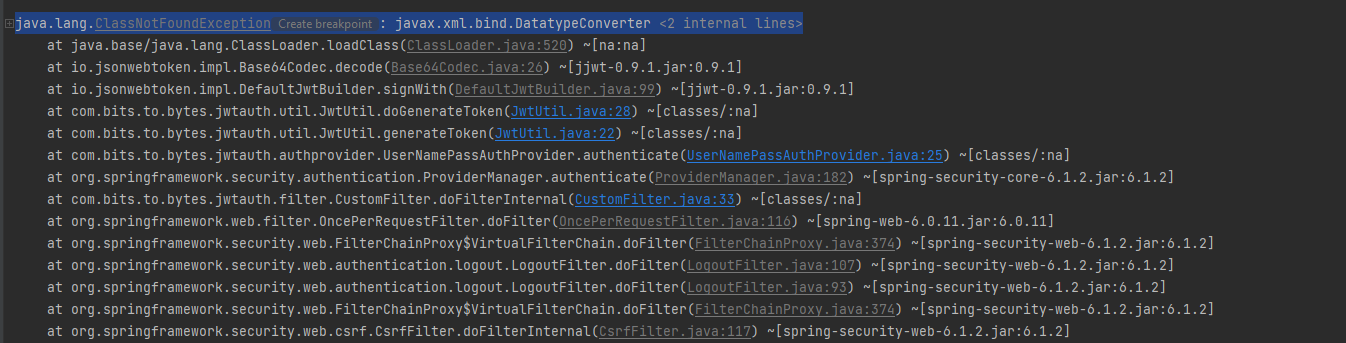 java.lang.ClassNotFoundException Create breakpoint : javax.xml.bind.DatatypeConverter <2 internal lines>
at java.base/java.lang.ClassLoader.loadClass(ClassLoader.java:520) ~[na:na]
at io.jsonwebtoken.impl.Base64Codec.decode(Base64Codec.java:26) ~[jjwt-0.9.1.jar:0.9.1]
at io.jsonwebtoken.impl.DefaultJwtBuilder.signWith(DefaultJwtBuilder.java:99) ~[jjwt-0.9.1.jar:0.9.1]
at com.bits.to.bytes.jwtauth.util.JwtUtil.doGenerateToken(JwtUtil.java:28) ~[classes/:na]
at com.bits.to.bytes.jwtauth.util.JwtUtil.generateToken(JwtUtil.java:22) ~[classes/:na]
at com.bits.to.bytes.jwtauth.authprovider.UserNamePassAuthProvider.authenticate(UserNamePassAuthProvider.java:25) ~[classes/:na]
at org.springframework.security.authentication.ProviderManager.authenticate(ProviderManager.java:182) ~[spring-security-core-6.1.2.jar:6.1.2]
at com.bits.to.bytes.jwtauth.filter.CustomFilter.doFilterInternal(CustomFilter.java:33) ~[classes/:na]
at org.springframework.web.filter.OncePerRequestFilter.doFilter(OncePerRequestFilter.java:116) ~[spring-web-6.0.11.jar:6.0.11]
at org.springframework.security.web.FilterChainProxy$VirtualFilterChain.doFilter(FilterChainProxy.java:374) ~[spring-security-web-6.1.2.jar:6.1.2]
at org.springframework.security.web.authentication.logout.LogoutFilter.doFilter(LogoutFilter.java:107) ~[spring-security-web-6.1.2.jar:6.1.2]
at org.springframework.security.web.authentication.logout.LogoutFilter.doFilter(LogoutFilter.java:93) ~[spring-security-web-6.1.2.jar:6.1.2]
at org.springframework.security.web.FilterChainProxy$VirtualFilterChain.doFilter(FilterChainProxy.java:374) ~[spring-security-web-6.1.2.jar:6.1.2]
at org.springframework.security.web.csrf.CsrfFilter.doFilterInternal(CsrfFilter.java:117) ~[spring-security-web-6.1.2.jar:6.1.2]